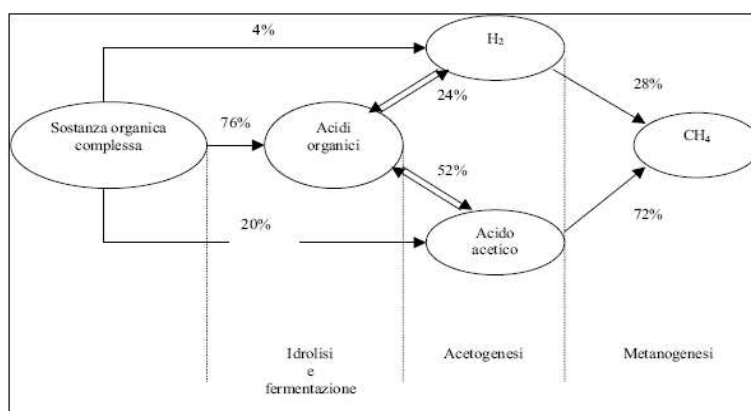 4%
H₂
24%
28%
Sostanza organica
complessa
76%
Acidi
organici
CH₄
52%
72%
20%
Acido
acetico
Idrolisi
e
fermentazione
Acetogenesi
Metanogenesi